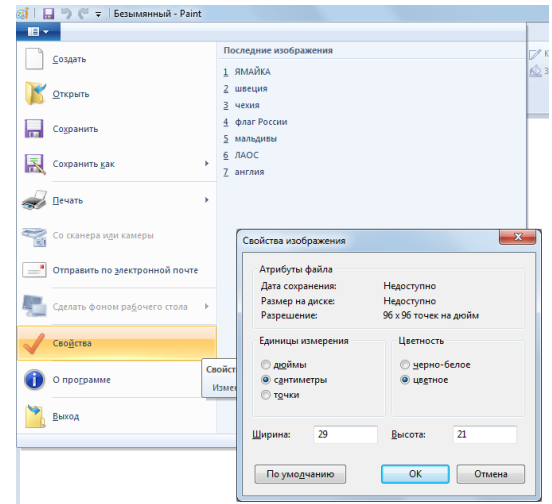 Безымянный - Paint
Последние изображения
Создать
1 ЯМАЙКА
2 швеция
Открыть
3 чехия
4 флаг России
Сохранить
5 мальдивы
6 ЛАОС
Сохранить как
7 англия
Печать
Со сканера или камеры
Отправить по электронной почте
Сделать фоном рабочего стола
Свойства
О программе
Выход
Свойст
Измен
Свойства изображения
Атрибуты файла
Дата сохранения: Недоступно
Размер на диске: Недоступно
Разрешение: 96 x 96 точек на дюйм
Единицы измерения Цветность
дюймы черно-белое
сантиметры цветное
точки
Ширина: 29 Высота: 21
По умолчанию ОК Отмена